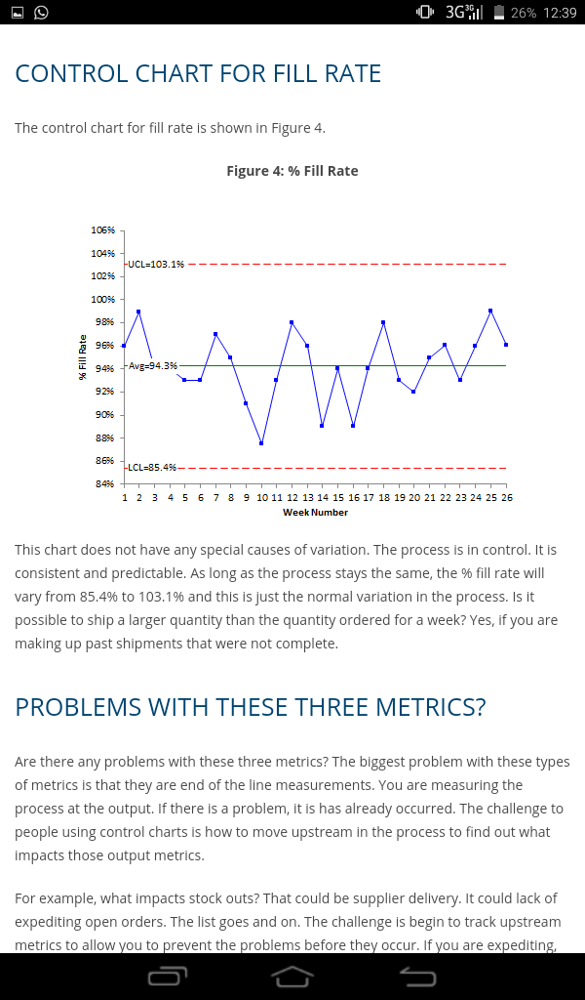 3G 3G 26% 12:39
CONTROL CHART FOR FILL RATE
The control chart for fill rate is shown in Figure 4.
Figure 4: % Fill Rate
106%
104%
UCL=103.1%
102%
100%
98%
96%
% Fill Rate
94%
Avg=94.3%
92%
90%
88%
86%
LCL=85.4%
84%
1 2 3 4 5 6 7 8 9 10 11 12 13 14 15 16 17 18 19 20 21 22 23 24 25 26
Week Number
This chart does not have any special causes of variation. The process is in control. It is
consistent and predictable. As long as the process stays the same, the % fill rate will
vary from 85.4% to 103.1% and this is just the normal variation in the process. Is it
possible to ship a larger quantity than the quantity ordered for a week? Yes, if you are
making up past shipments that were not complete.
PROBLEMS WITH THESE THREE METRICS?
Are there any problems with these three metrics? The biggest problem with these types
of metrics is that they are end of the line measurements. You are measuring the
process at the output. If there is a problem, it is has already occurred. The challenge to
people using control charts is how to move upstream in the process to find out what
impacts those output metrics.
For example, what impacts stock outs? That could be supplier delivery. It could lack of
expediting open orders. The list goes and on. The challenge is begin to track upstream
metrics to allow you to prevent the problems before they occur. If you are expediting,